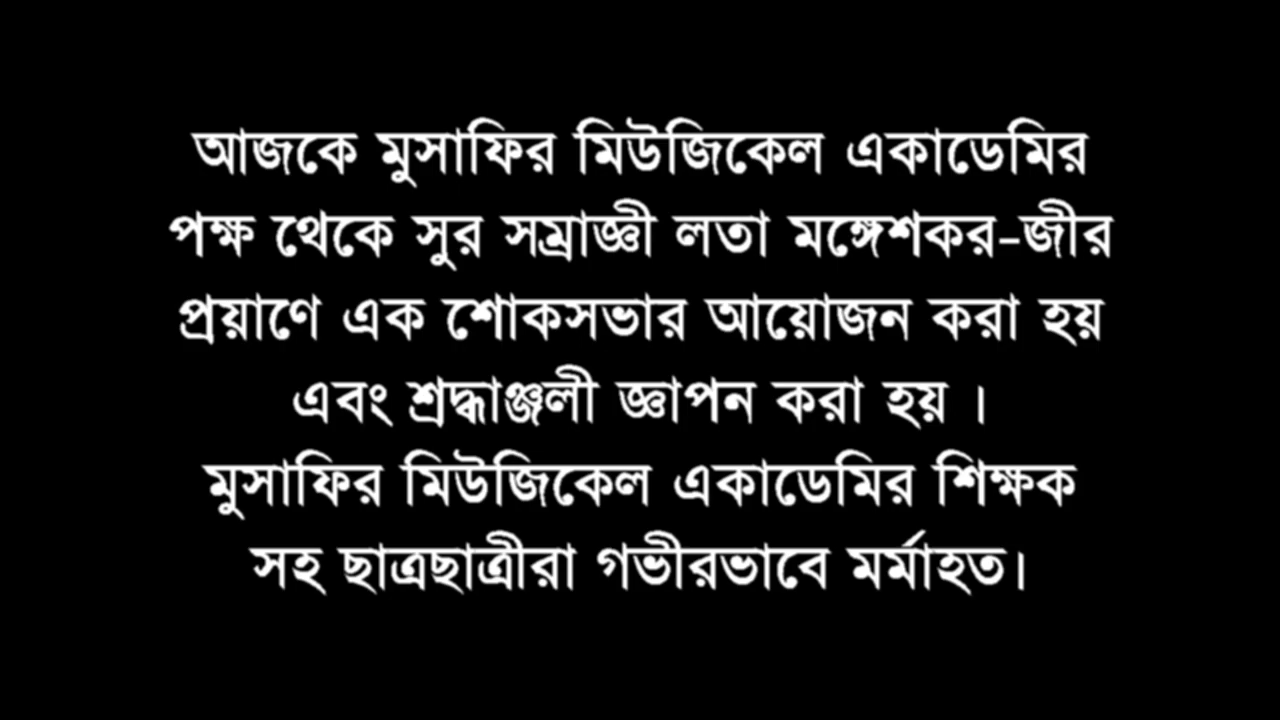 আজকে মুসাফির মিউজিকেল একাডেমির
পক্ষ থেকে সুর সম্রাজ্ঞী লতা মঙ্গেশকর-জীর
প্রয়াণে এক শোকসভার আয়োজন করা হয়
এবং শ্রদ্ধাঞ্জলী জ্ঞাপন করা হয় ।
মুসাফির মিউজিকেল একাডেমির শিক্ষক
সহ ছাত্রছাত্রীরা গভীরভাবে মর্মাহত।